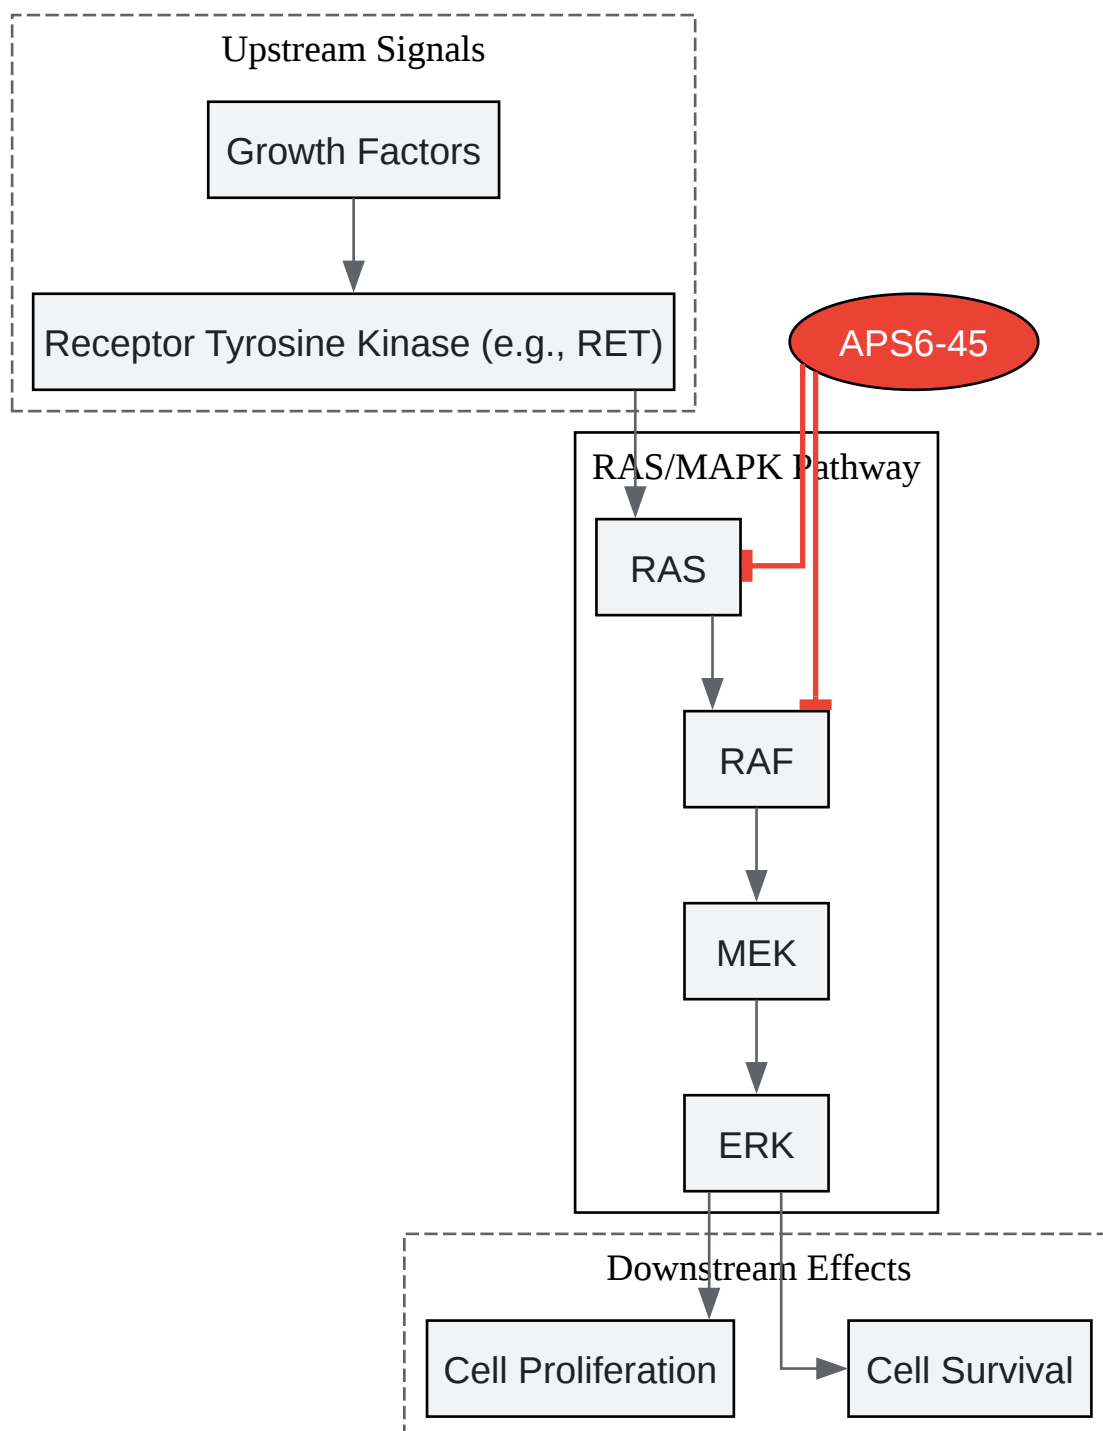 Upstream Signals
Growth Factors
Receptor Tyrosine Kinase (e.g., RET)
APS6-45
RAS/MAPK Pathway
RAS
RAF
MEK
ERK
Downstream Effects
Cell Proliferation
Cell Survival